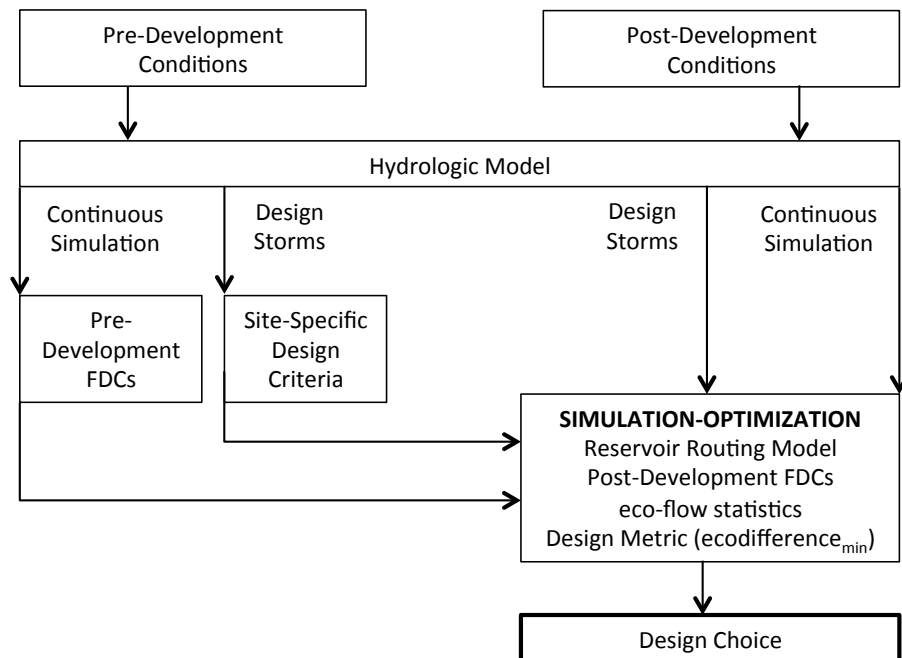 Pre-Development
Conditions
Post-Development
Conditions
Hydrologic Model
Continuous
Simulation
Design
Storms
Design
Storms
Continuous
Simulation
Pre-
Development
FDCs
Site-Specific
Design
Criteria
SIMULATION-OPTIMIZATION
Reservoir Routing Model
Post-Development FDCs
eco-flow statistics
Design Metric (ecodifference_min)
Design Choice